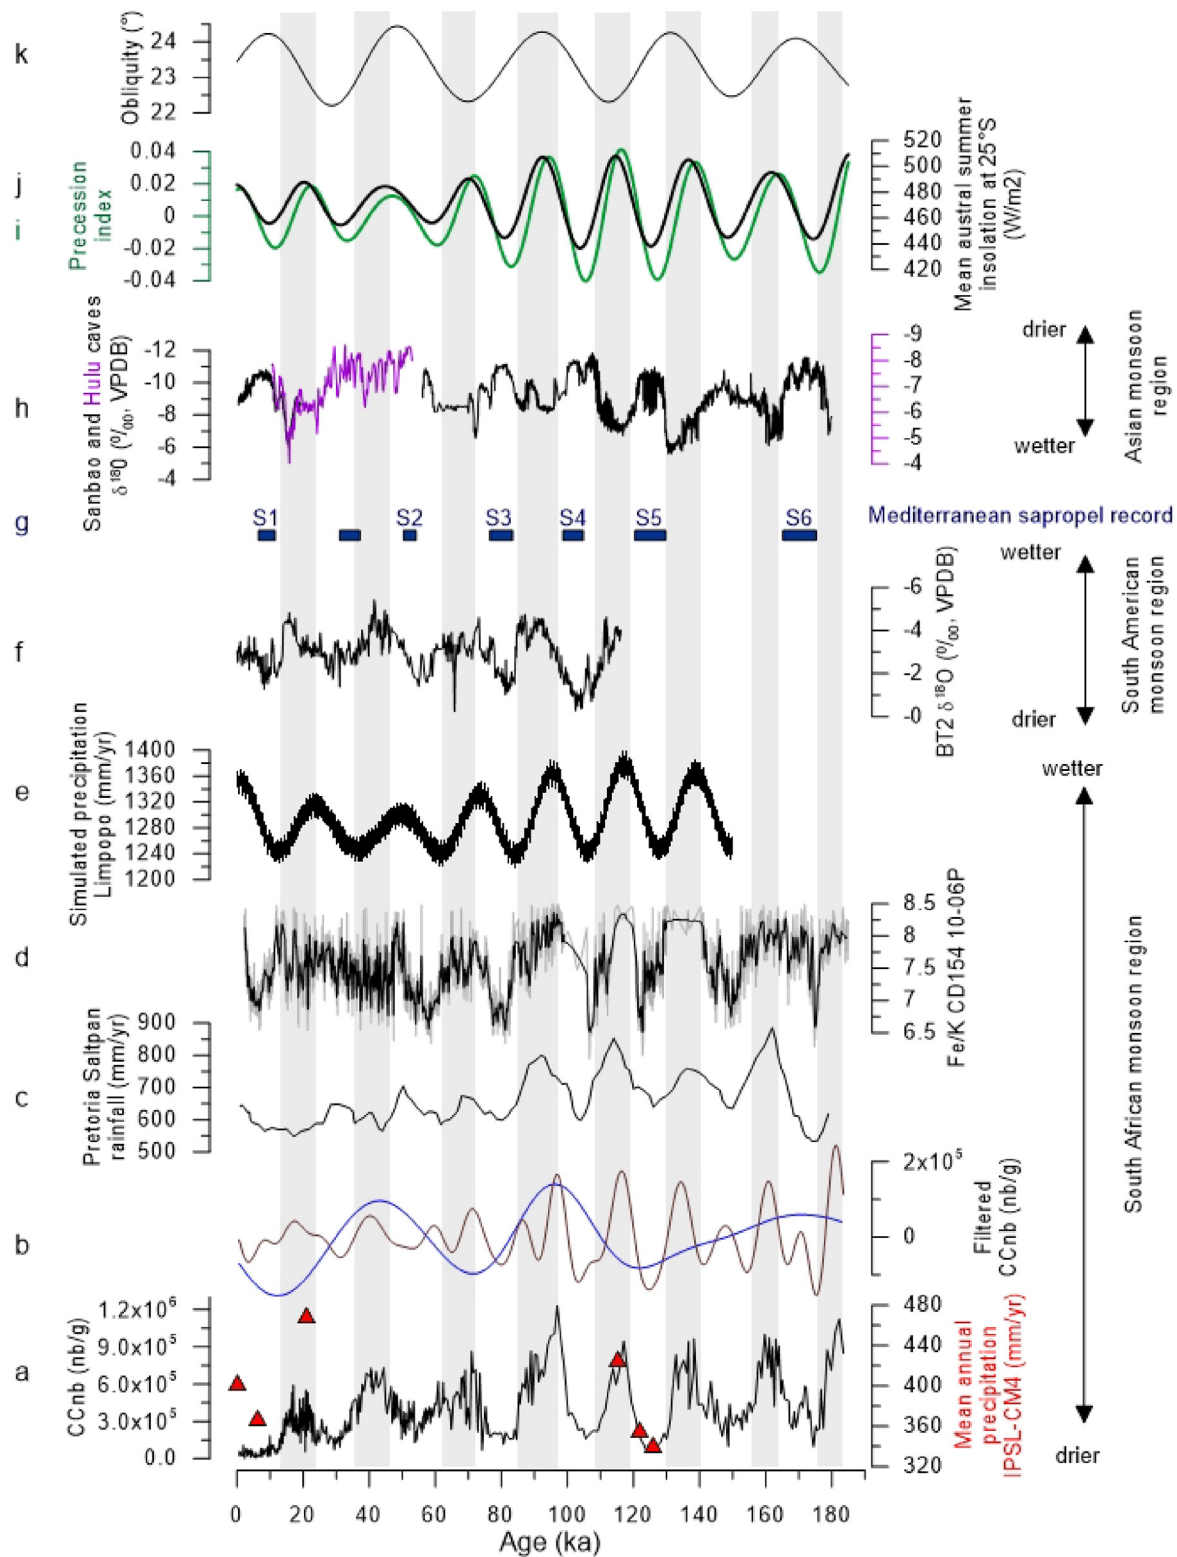 k
Obliquity (°)
24
23
22
j
i
Precession
index
0.04
0.02
0
-0.02
-0.04
520
500
480
460
440
420
Mean austral summer
insolation at 25°S
(W/m2)
h
Sanbao and Hulu caves
δ¹⁸O (⁰/₀₀, VPDB)
-12
-10
-8
-6
-4
-9
-8
-7
-6
-5
-4
drier
wetter
Asian monsoon
region
g
S1
S2
S3
S4
S5
S6
Mediterranean sapropel record
f
-6
-4
-2
-0
BT2 δ¹⁸O (⁰/₀₀, VPDB)
wetter
drier
South American
monsoon region
e
Simulated precipitation
Limpopo (mm/yr)
1400
1360
1320
1280
1240
1200
wetter
d
8.5
8
7.5
7
6.5
Fe/K CD154 10-06P
c
Pretoria Saltpan
rainfall (mm/yr)
900
800
700
600
500
South African monsoon region
b
2x10⁵
0
Filtered
CCnb (nb/g)
a
CCnb (nb/g)
1.2x10⁶
9.0x10⁵
6.0x10⁵
3.0x10⁵
0.0
480
440
400
360
320
Mean annual
precipitation
IPSL-CM4 (mm/yr)
drier
0 20 40 60 80 100 120 140 160 180
Age (ka)